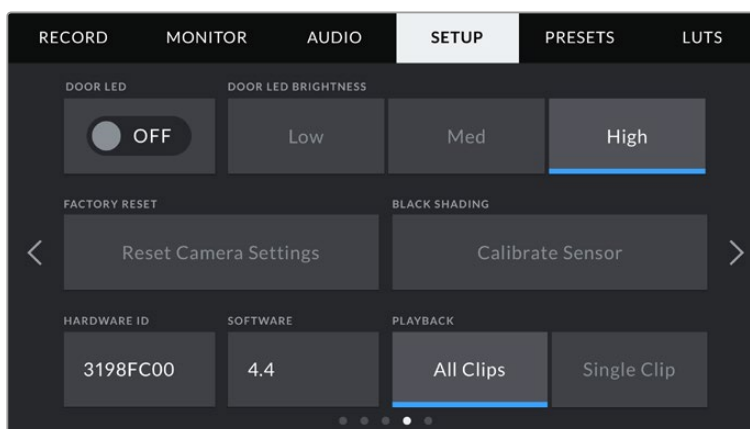 RECORD MONITOR AUDIO SETUP PRESETS LUTS
DOOR LED DOOR LED BRIGHTNESS
OFF Low Med High
FACTORY RESET BLACK SHADING
Reset Camera Settings Calibrate Sensor
HARDWARE ID SOFTWARE PLAYBACK
3198FC00 4.4 All Clips Single Clip